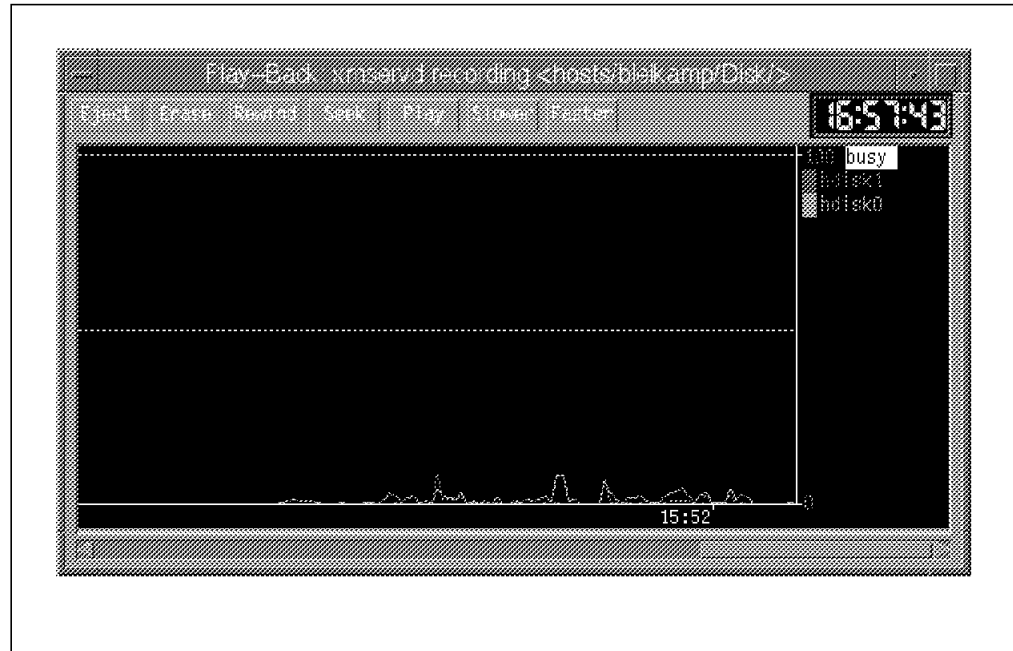 Play-Back: xmservd recording <hosts/bleikamp/Disk/>
Eject Erase Rewind Seek Play Slower Faster 16:57:43
100 busy
hdisk1
hdisk0
0
15:52